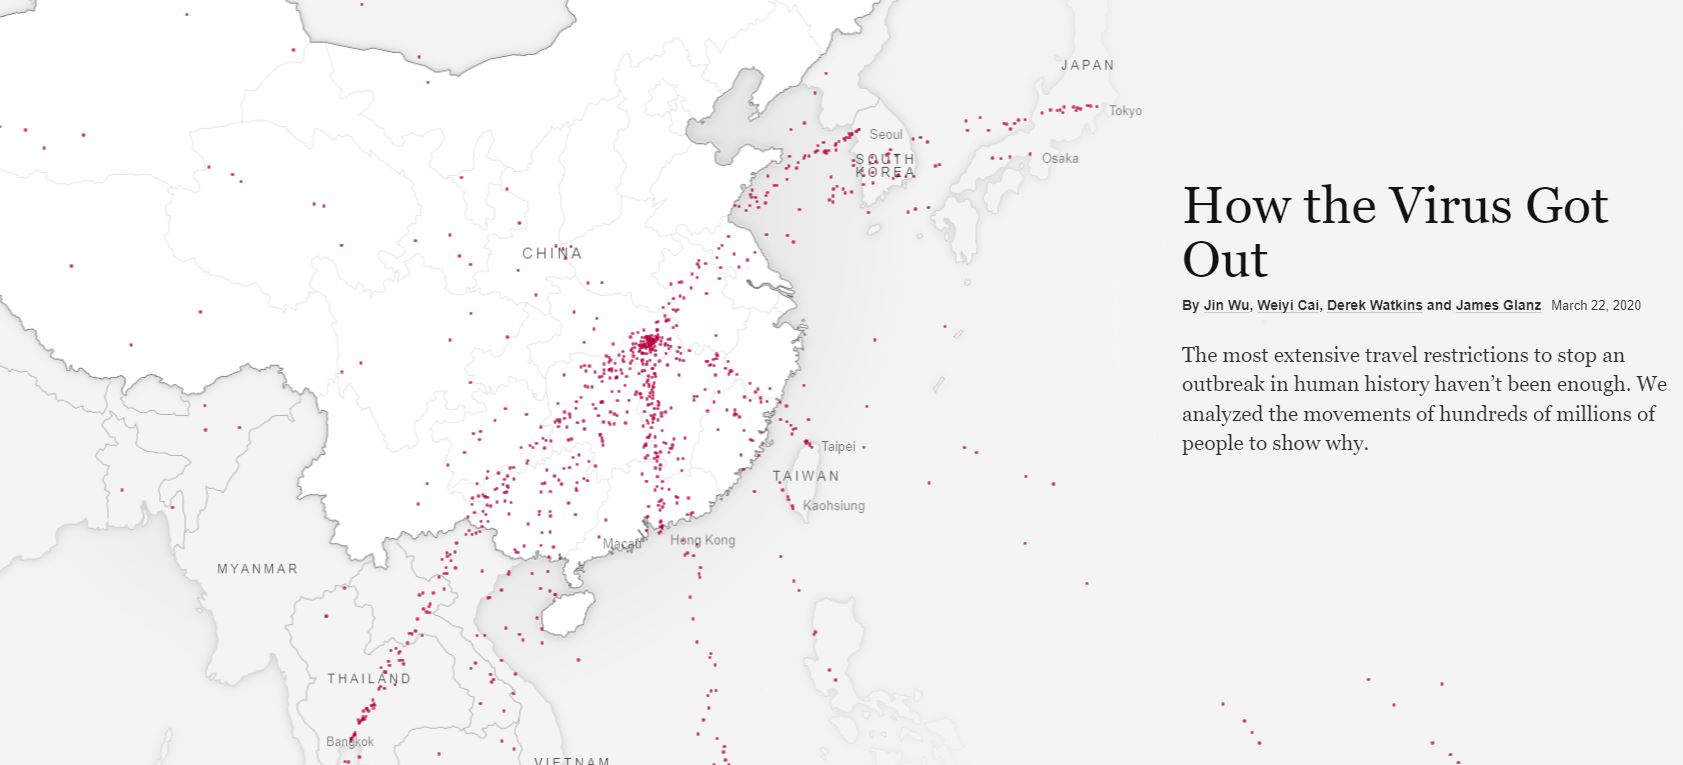 JAPAN
Tokyo
Seoul
SOUTH
KOREA
Osaka
How the Virus Got
Out
CHINA
By Jin Wu, Weiyi Cai, Derek Watkins and James Glanz March 22, 2020
The most extensive travel restrictions to stop an
outbreak in human history haven’t been enough. We
analyzed the movements of hundreds of millions of
people to show why.
Taipei
TAIWAN
Kaohsiung
Macau
Hong Kong
MYANMAR
THAILAND
Bangkok
VIETNAM